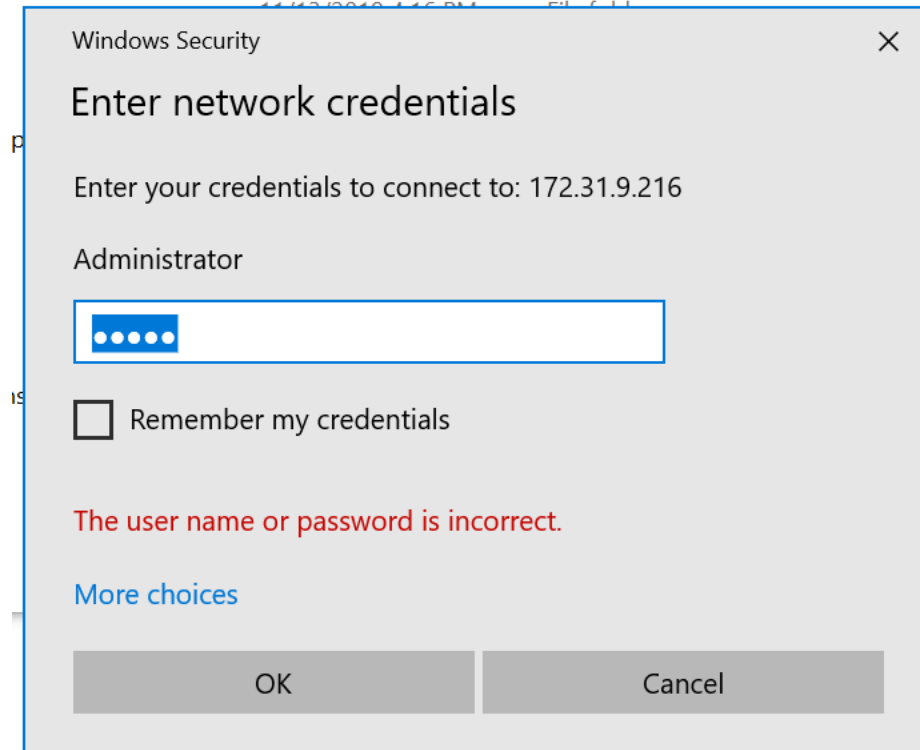 Windows Security
Enter network credentials
Enter your credentials to connect to: 172.31.9.216
Administrator
Remember my credentials
The user name or password is incorrect.
More choices
OK
Cancel